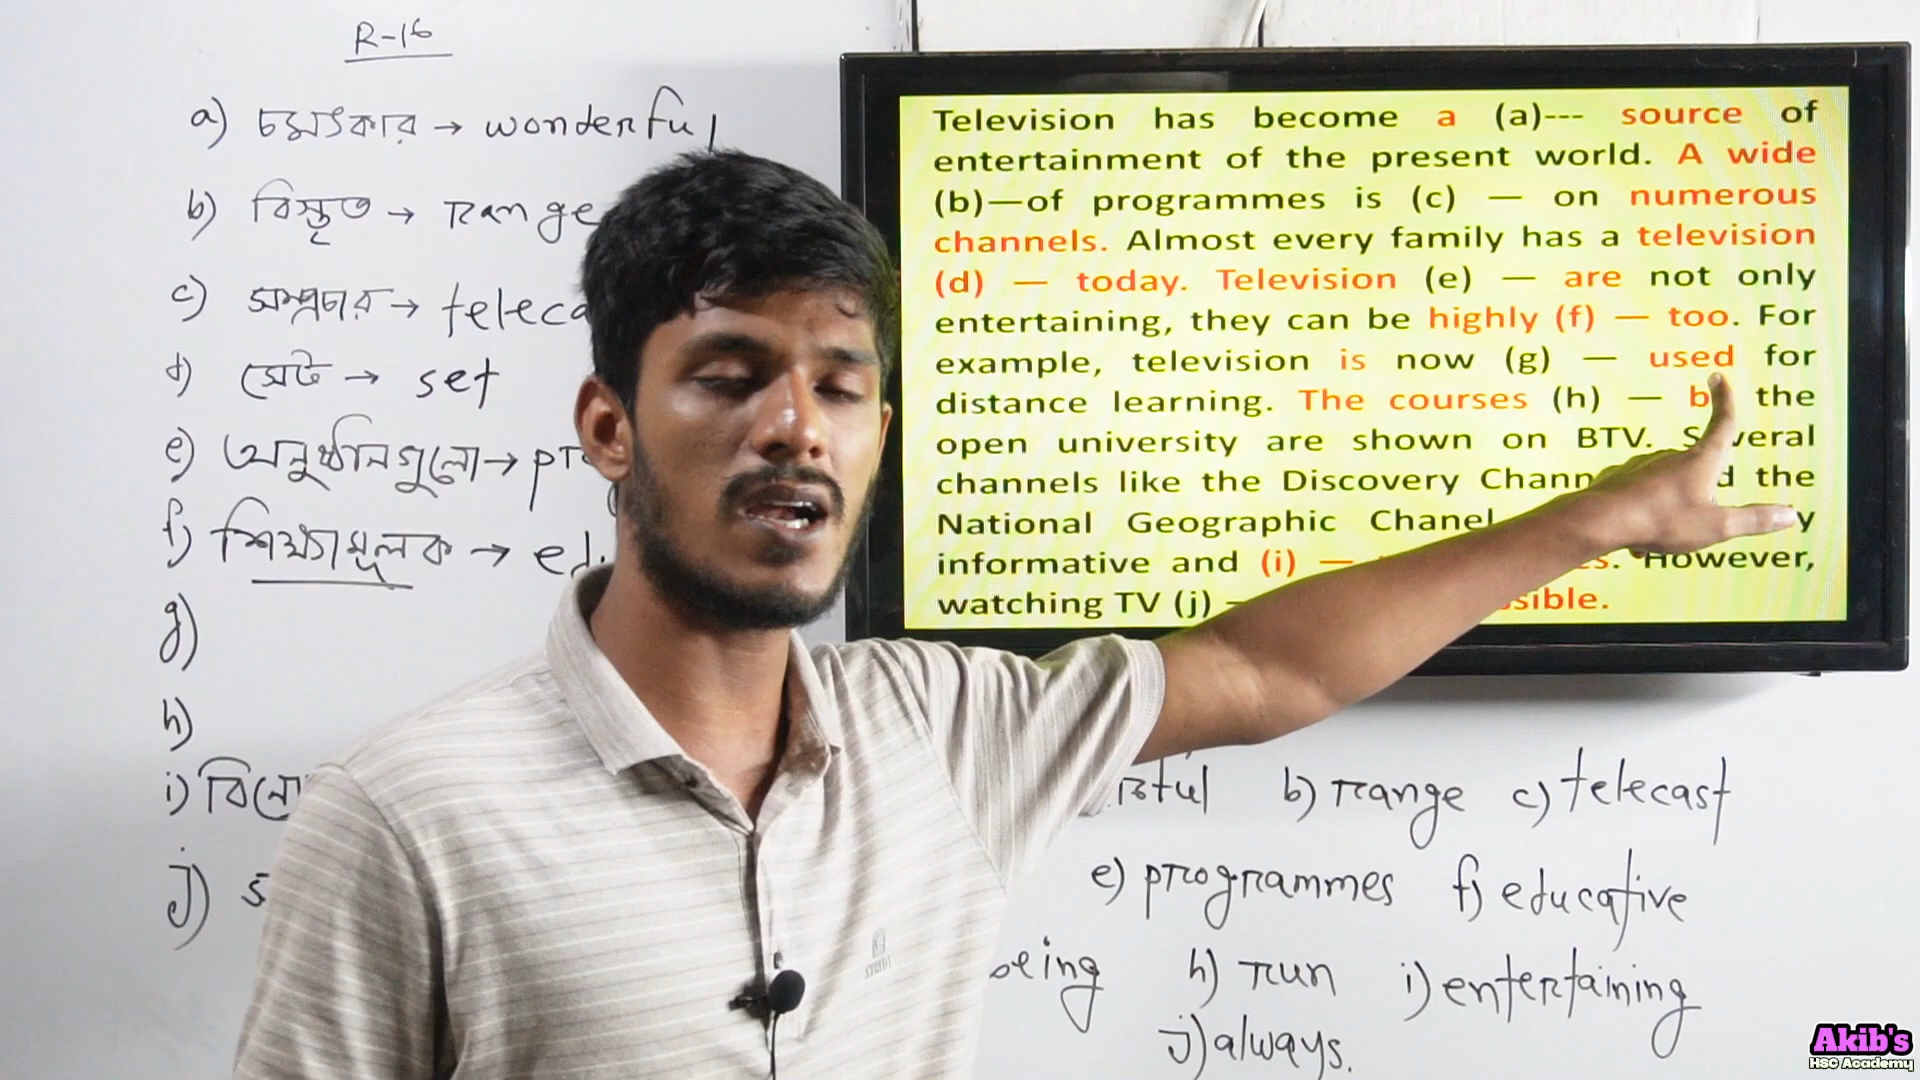 R-16
a) চমৎকার → wonderful
b) বিস্তৃত → range
c) সম্প্রচার →
d) সেট → set
e) অনুষ্ঠানগুলো →
f) শিক্ষামূলক →
g)
h)
i)
j)
Television has become a (a)--- source of
entertainment of the present world. A wide
(b)—of programmes is (c) — on numerous
channels. Almost every family has a television
(d) — today. Television (e) — are not only
entertaining, they can be highly (f) — too. For
example, television is now (g) — used for
distance learning. The courses (h) — the
open university are shown on BTV.
channels like the Discovery the
National Geographic Chanel
informative and (i) — However,
watching TV (j)
b) range c) telecast
e) programmes f) educative
being h) run i) entertaining
j) always.
Akib's
HSC Academy